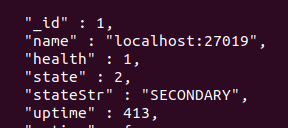 "_id" : 1,
"name" : "localhost:27019",
"health" : 1,
"state" : 2,
"stateStr" : "SECONDARY",
"uptime" : 413,